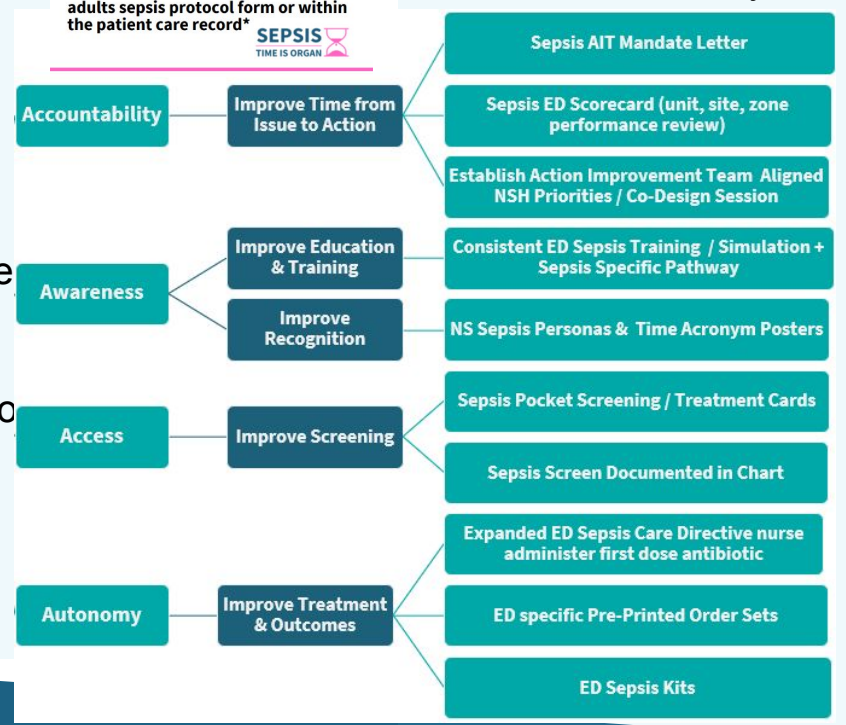 adults sepsis protocol form or within
the patient care record*
SEPSIS
TIME IS ORGAN
Accountability
Improve Time from
Issue to Action
Sepsis AIT Mandate Letter
Sepsis ED Scorecard (unit, site, zone
performance review)
Establish Action Improvement Team Aligned
NSH Priorities / Co-Design Session
Awareness
Improve Education
& Training
Consistent ED Sepsis Training / Simulation +
Sepsis Specific Pathway
Improve
Recognition
NS Sepsis Personas & Time Acronym Posters
Access
Improve Screening
Sepsis Pocket Screening / Treatment Cards
Sepsis Screen Documented in Chart
Autonomy
Improve Treatment
& Outcomes
Expanded ED Sepsis Care Directive nurse
administer first dose antibiotic
ED specific Pre-Printed Order Sets
ED Sepsis Kits